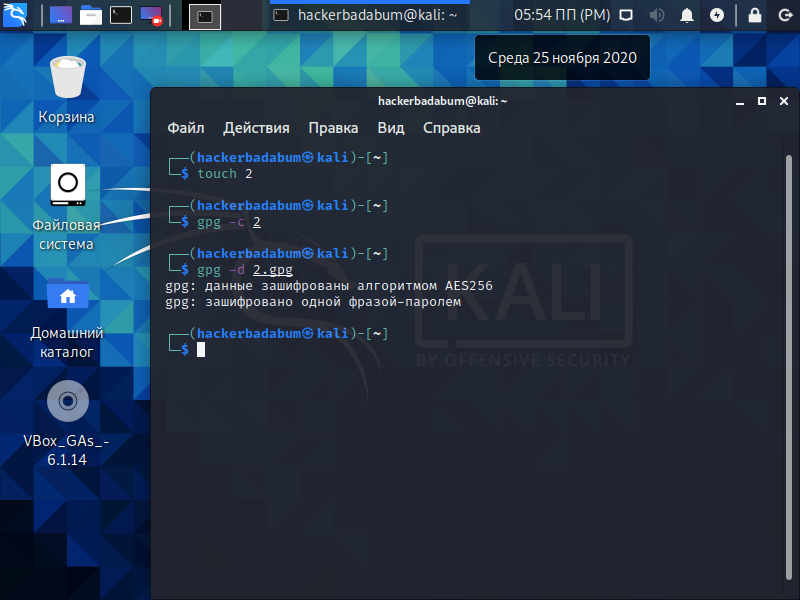 hackerbadabum@kali: ~
05:54 ПП (PM)
Среда 25 ноября 2020
Корзина
Файловая
система
Домашний
каталог
VBox_GAs_-
6.1.14
hackerbadabum@kali: ~
Файл Действия Правка Вид Справка
(hackerbadabum㉿kali)-[~]
$ touch 2
(hackerbadabum㉿kali)-[~]
$ gpg -c 2
(hackerbadabum㉿kali)-[~]
$ gpg -d 2.gpg
gpg: данные зашифрованы алгоритмом AES256
gpg: зашифровано одной фразой-паролем
(hackerbadabum㉿kali)-[~]
$
KALI
BY OFFENSIVE SECURITY